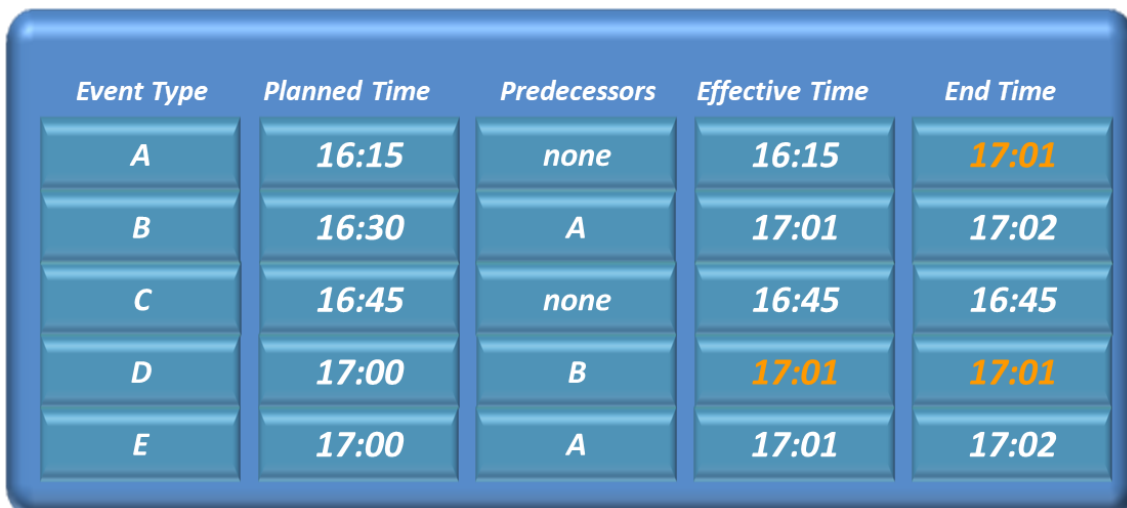 Event Type Planned Time Predecessors Effective Time End Time
A 16:15 none 16:15 17:01
B 16:30 A 17:01 17:02
C 16:45 none 16:45 16:45
D 17:00 B 17:01 17:01
E 17:00 A 17:01 17:02